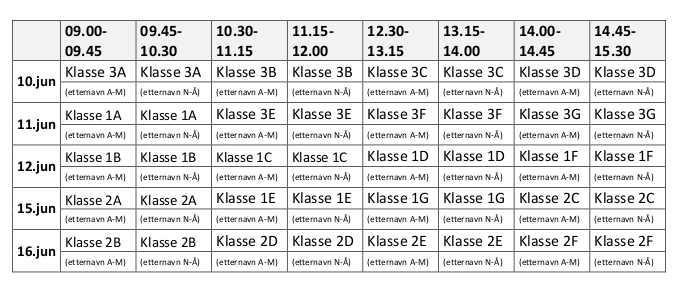 09.00-09.45 09.45-10.30 10.30-11.15 11.15-12.00 12.30-13.15 13.15-14.00 14.00-14.45 14.45-15.30
10.jun Klasse 3A Klasse 3A Klasse 3B Klasse 3B Klasse 3C Klasse 3C Klasse 3D Klasse 3D
(etternavn A-M) (etternavn N-Å) (etternavn A-M) (etternavn N-Å) (etternavn A-M) (etternavn N-Å) (etternavn A-M) (etternavn N-Å)
11.jun Klasse 1A Klasse 1A Klasse 3E Klasse 3E Klasse 3F Klasse 3F Klasse 3G Klasse 3G
(etternavn A-M) (etternavn N-Å) (etternavn A-M) (etternavn N-Å) (etternavn A-M) (etternavn N-Å) (etternavn A-M) (etternavn N-Å)
12.jun Klasse 1B Klasse 1B Klasse 1C Klasse 1C Klasse 1D Klasse 1D Klasse 1F Klasse 1F
(etternavn A-M) (etternavn N-Å) (etternavn A-M) (etternavn N-Å) (etternavn A-M) (etternavn N-Å) (etternavn A-M) (etternavn N-Å)
15.jun Klasse 2A Klasse 2A Klasse 1E Klasse 1E Klasse 1G Klasse 1G Klasse 2C Klasse 2C
(etternavn A-M) (etternavn N-Å) (etternavn A-M) (etternavn N-Å) (etternavn A-M) (etternavn N-Å) (etternavn A-M) (etternavn N-Å)
16.jun Klasse 2B Klasse 2B Klasse 2D Klasse 2D Klasse 2E Klasse 2E Klasse 2F Klasse 2F
(etternavn A-M) (etternavn N-Å) (etternavn A-M) (etternavn N-Å) (etternavn A-M) (etternavn N-Å) (etternavn A-M) (etternavn N-Å)